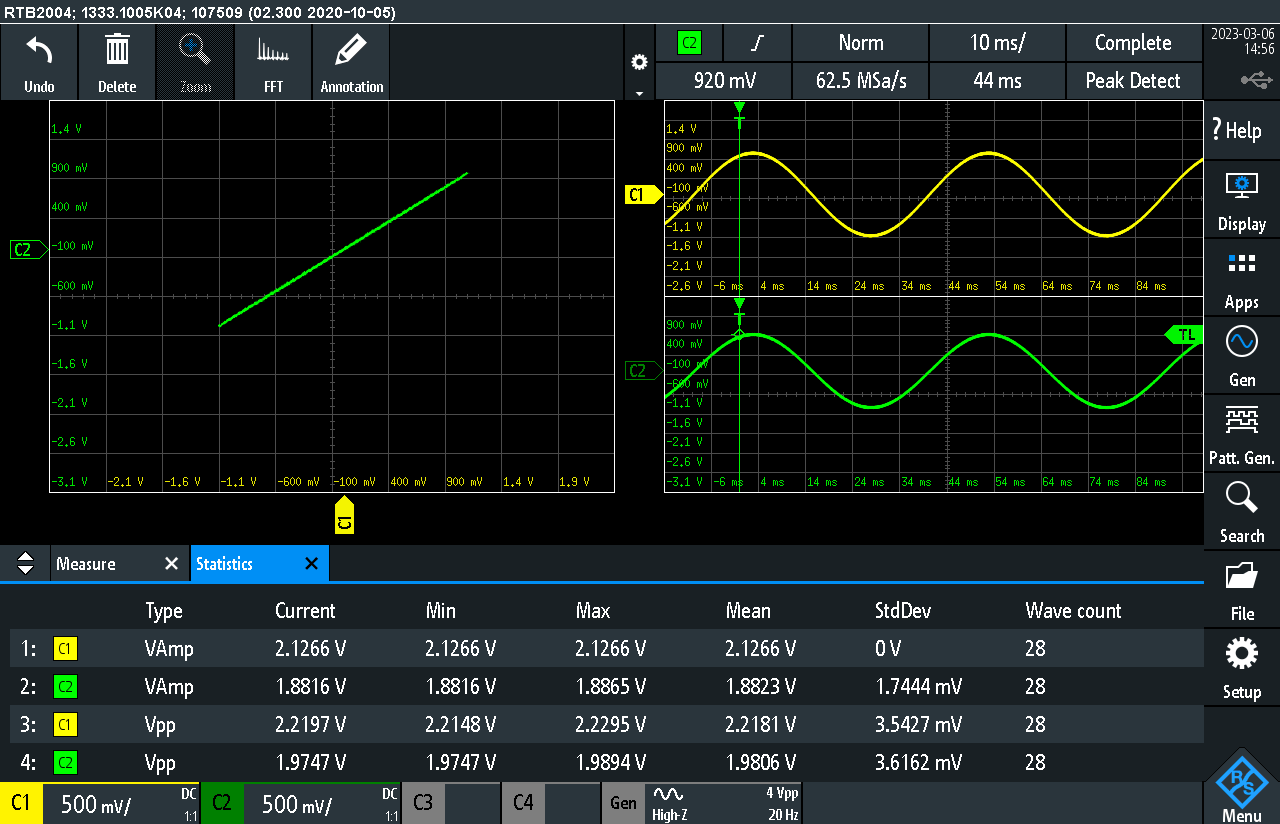 RTB2004; 1333.1005K04; 107509 (02.300 2020-10-05)
Undo
Delete
Zoom
FFT
Annotation
C2 Norm 10 ms/ Complete
920 mV 62.5 MSa/s 44 ms Peak Detect
2023-03-06
14:56
? Help
Display
Apps
Gen
Patt. Gen.
Search
File
Setup
Menu
R S
1.4 V
900 mV
400 mV
C2
-100 mV
-600 mV
-1.1 V
-1.6 V
-2.1 V
-2.6 V
-3.1 V
-2.1 V -1.6 V -1.1 V -600 mV -100 mV 400 mV 900 mV 1.4 V 1.9 V
C1
T
1.4 V
900 mV
400 mV
C1
-100 mV
-600 mV
-1.1 V
-1.6 V
-2.1 V
-2.6 V
-6 ms 4 ms 14 ms 24 ms 34 ms 44 ms 54 ms 64 ms 74 ms 84 ms
T
900 mV
TL
400 mV
C2
-100 mV
-600 mV
-1.1 V
-1.6 V
-2.1 V
-2.6 V
-3.1 V
-6 ms 4 ms 14 ms 24 ms 34 ms 44 ms 54 ms 64 ms 74 ms 84 ms
Measure
Statistics
Type Current Min Max Mean StdDev Wave count
1: C1 VAmp 2.1266 V 2.1266 V 2.1266 V 2.1266 V 0 V 28
2: C2 VAmp 1.8816 V 1.8816 V 1.8865 V 1.8823 V 1.7444 mV 28
3: C1 Vpp 2.2197 V 2.2148 V 2.2295 V 2.2181 V 3.5427 mV 28
4: C2 Vpp 1.9747 V 1.9747 V 1.9894 V 1.9806 V 3.6162 mV 28
C1 500 mV/ DC 1:1
C2 500 mV/ DC 1:1
C3
C4
Gen High-Z 4 Vpp 20 Hz